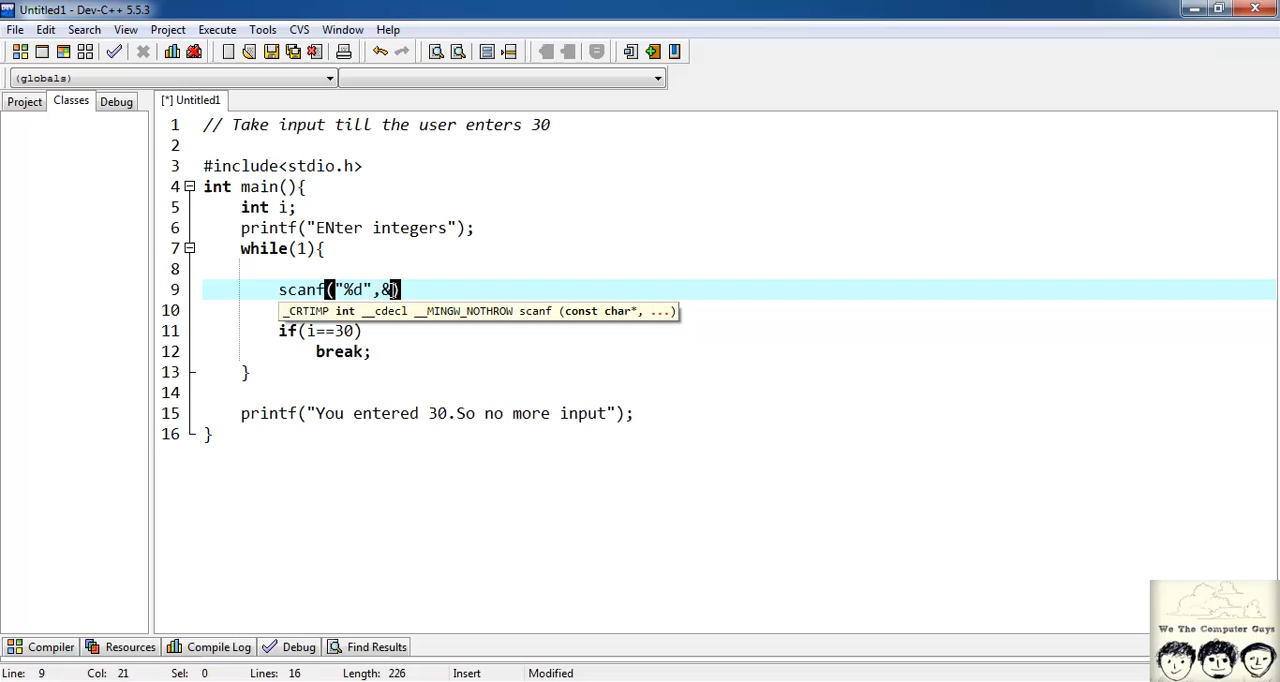 Untitled1 - Dev-C++ 5.5.3
File Edit Search View Project Execute Tools CVS Window Help
(globals)
Project Classes Debug [*] Untitled1
1 // Take input till the user enters 30
2
3 #include<stdio.h>
4 int main(){
5 int i;
6 printf("ENter integers");
7 while(1){
8
9 scanf("%d",&)
_CRTIMP int __cdecl __MINGW_NOTHROW scanf (const char*, ...)
10
11 if(i==30)
12 break;
13 }
14
15 printf("You entered 30.So no more input");
16 }
We The Computer Guys
Compiler Resources Compile Log Debug Find Results
Line: 9 Col: 21 Sel: 0 Lines: 16 Length: 226 Insert Modified